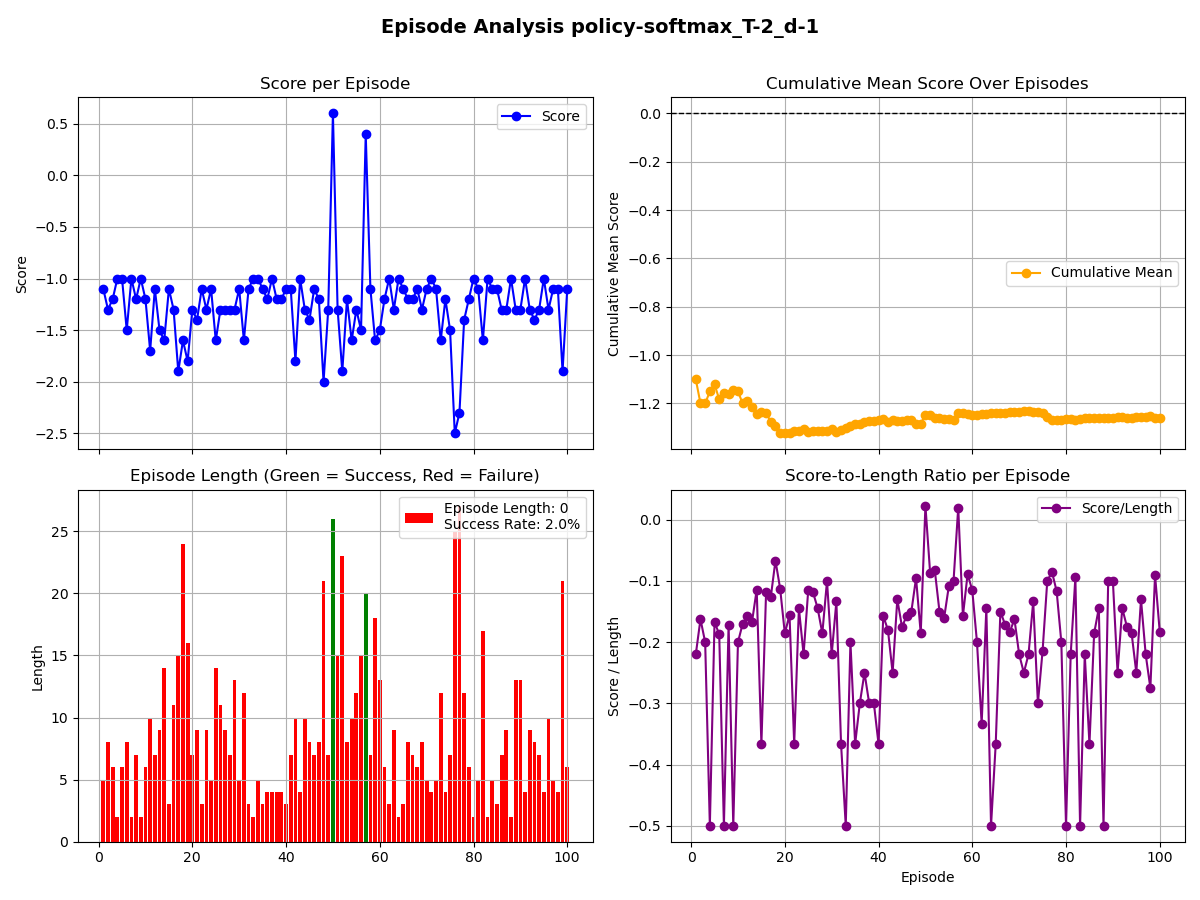 Episode Analysis policy-softmax_T-2_d-1
Score per Episode
Score
0.5
0.0
−0.5
−1.0
−1.5
−2.0
−2.5
Score
Cumulative Mean Score Over Episodes
Cumulative Mean
0.0
−0.2
−0.4
−0.6
−0.8
−1.0
−1.2
Cumulative Mean Score
Episode Length (Green = Success, Red = Failure)
Episode Length: 0
Success Rate: 2.0%
25
20
15
10
5
0
Length
0 20 40 60 80 100
Score-to-Length Ratio per Episode
Score/Length
0.0
−0.1
−0.2
−0.3
−0.4
−0.5
Score / Length
0 20 40 60 80 100
Episode